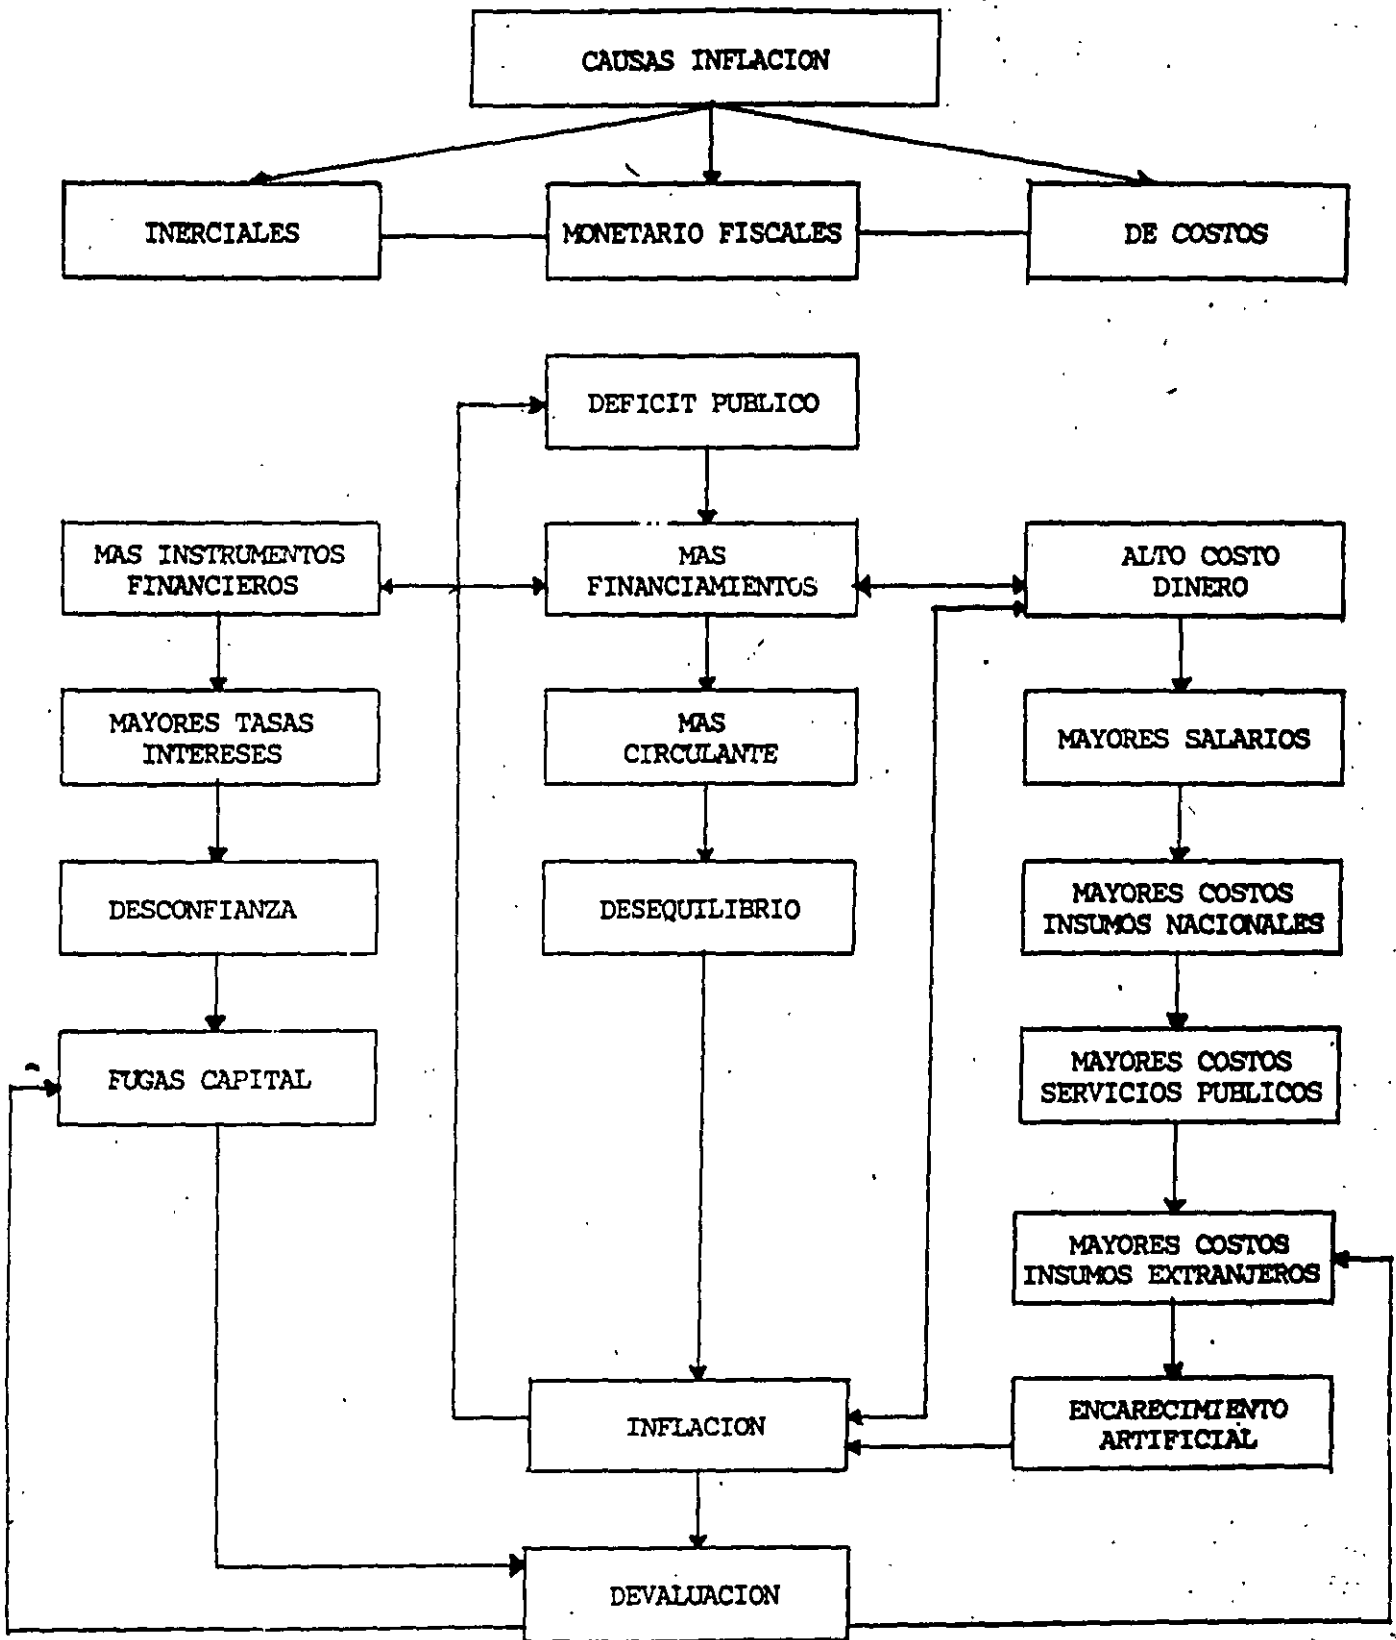 CAUSAS INFLACION
INERCIALES
MONETARIO FISCALES
DE COSTOS
DEFICIT PUBLICO
MAS INSTRUMENTOS
FINANCIEROS
MAS
FINANCIAMIENTOS
ALTO COSTO
DINERO
MAYORES TASAS
INTERESES
MAS
CIRCULANTE
MAYORES SALARIOS
DESCONFIANZA
DESEQUILIBRIO
MAYORES COSTOS
INSUMOS NACIONALES
FUGAS CAPITAL
MAYORES COSTOS
SERVICIOS PUBLICOS
MAYORES COSTOS
INSUMOS EXTRANJEROS
INFLACION
ENCARECIMIENTO
ARTIFICIAL
DEVALUACION